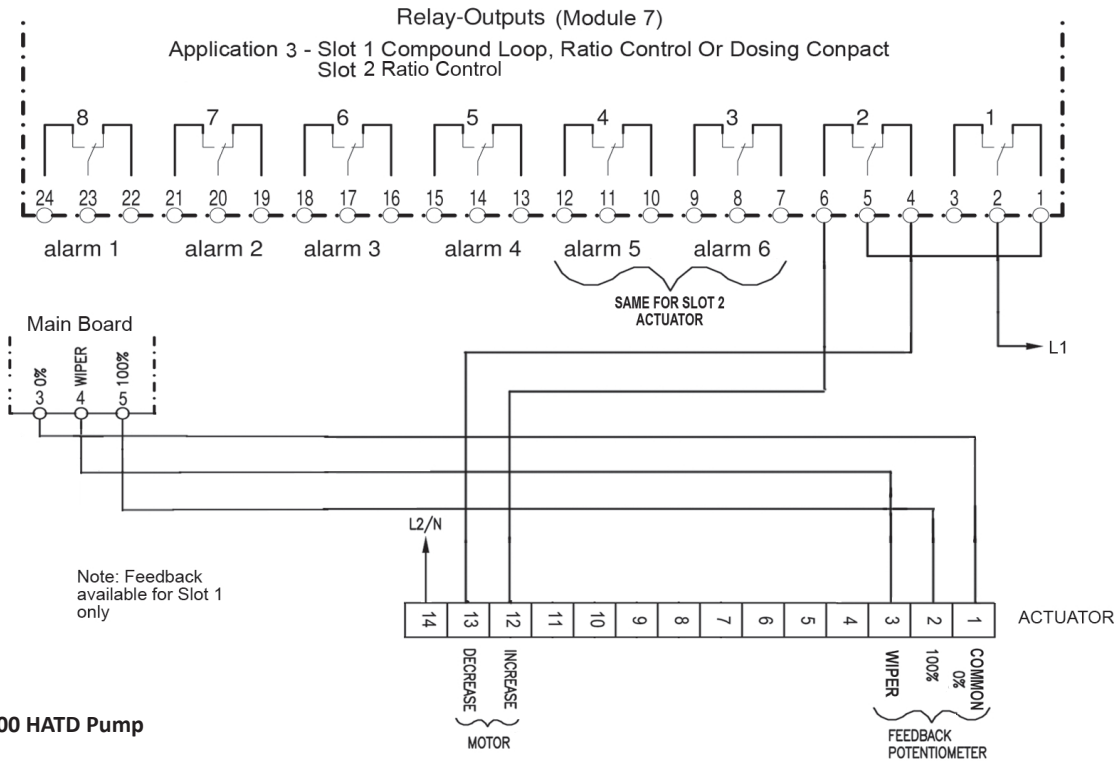 Relay-Outputs (Module 7)
Application 3 - Slot 1 Compound Loop, Ratio Control Or Dosing Conpact
Slot 2 Ratio Control
8 7 6 5 4 3 2 1
24 23 22 21 20 19 18 17 16 15 14 13 12 11 10 9 8 7 6 5 4 3 2 1
alarm 1 alarm 2 alarm 3 alarm 4 alarm 5 alarm 6
SAME FOR SLOT 2
ACTUATOR
L1
Main Board
0% WIPER 100%
3 4 5
L2/N
Note: Feedback
available for Slot 1
only
14 13 12 11 10 9 8 7 6 5 4 3 2 1
ACTUATOR
DECREASE
INCREASE
MOTOR
WIPER
100%
COMMON
0%
FEEDBACK
POTENTIOMETER
00 HATD Pump